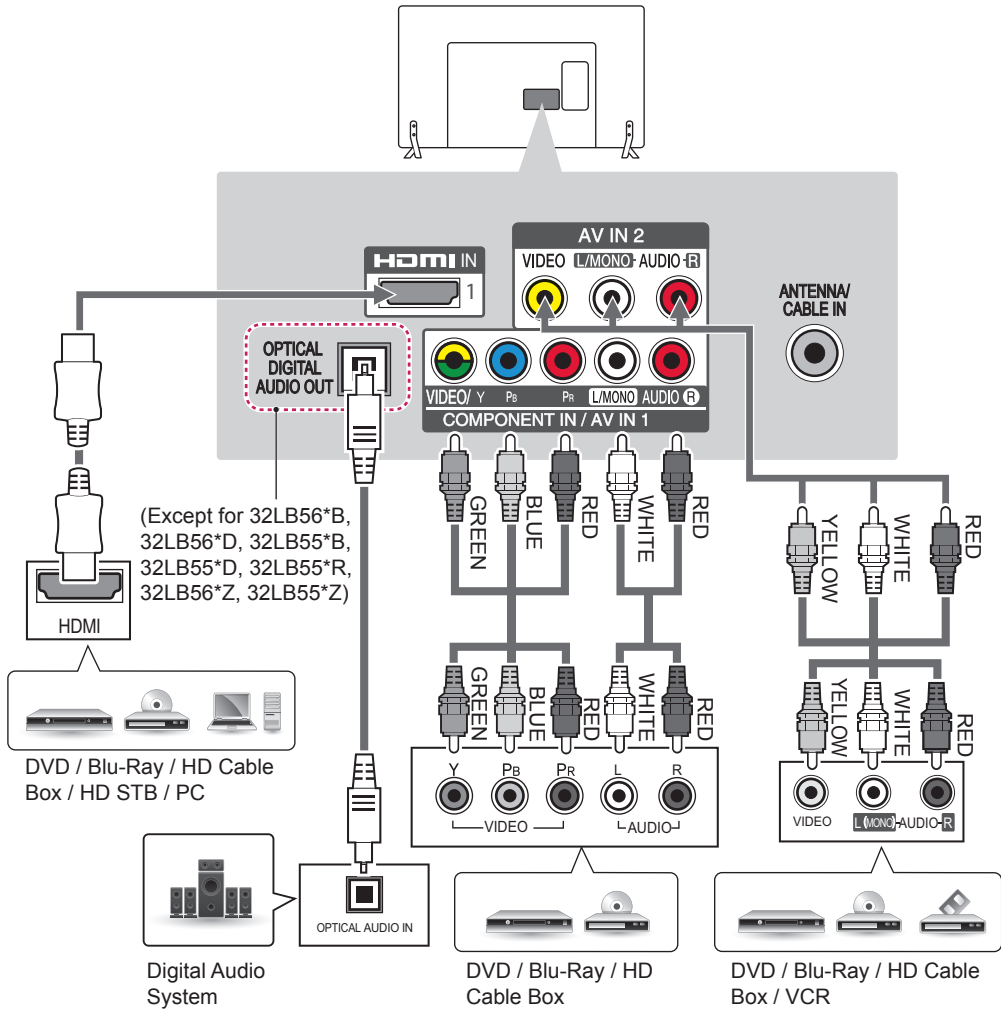 AV IN 2
HDMI IN
VIDEO L/MONO AUDIO R
1
ANTENNA/
CABLE IN
OPTICAL
DIGITAL
AUDIO OUT
VIDEO/ Y PB PR L/MONO AUDIO R
COMPONENT IN / AV IN 1
GREEN
BLUE
RED
WHITE
RED
(Except for 32LB56*B,
32LB56*D, 32LB55*B,
32LB55*D, 32LB55*R,
32LB56*Z, 32LB55*Z)
YELLOW
WHITE
RED
HDMI
GREEN
BLUE
RED
WHITE
RED
YELLOW
WHITE
RED
DVD / Blu-Ray / HD Cable
Box / HD STB / PC
Y PB PR L R
VIDEO AUDIO
VIDEO L(MONO)-AUDIO-R
OPTICAL AUDIO IN
Digital Audio
System
DVD / Blu-Ray / HD
Cable Box
DVD / Blu-Ray / HD Cable
Box / VCR